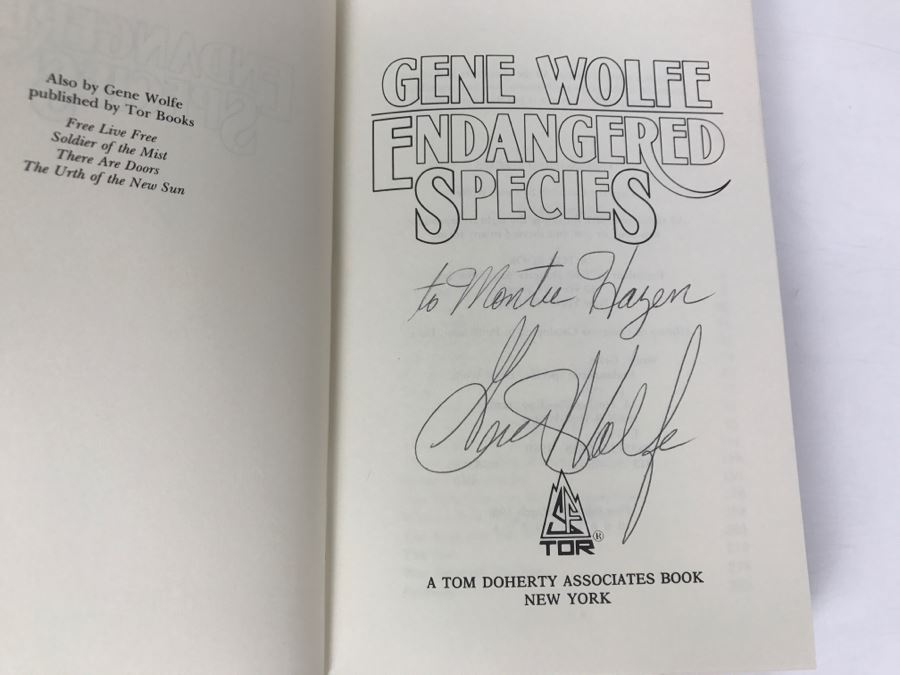 Also by Gene Wolfe
published by Tor Books
Free Live Free
Soldier of the Mist
There Are Doors
The Urth of the New Sun
GENE WOLFE
ENDANGERED
SPECIES
to Montie Hazen
Gene Wolfe
SF
TOR®
A TOM DOHERTY ASSOCIATES BOOK
NEW YORK